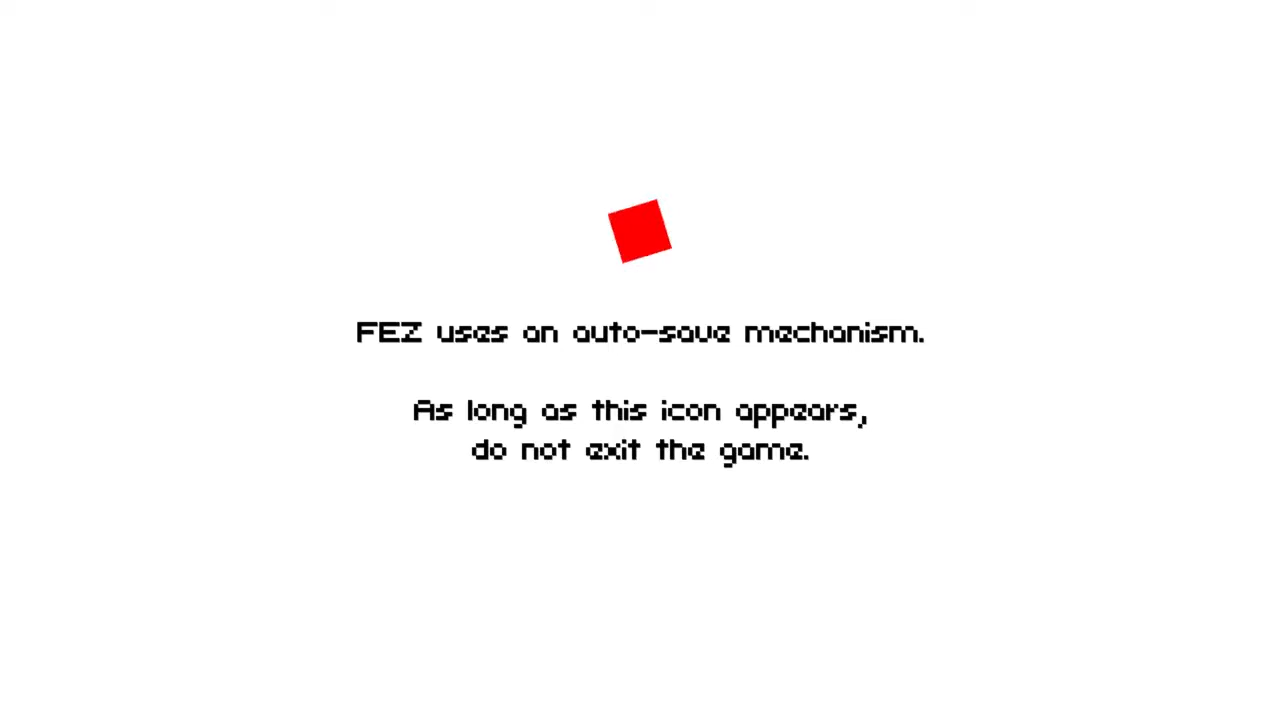 FEZ uses an auto-save mechanism.
As long as this icon appears,
do not exit the game.